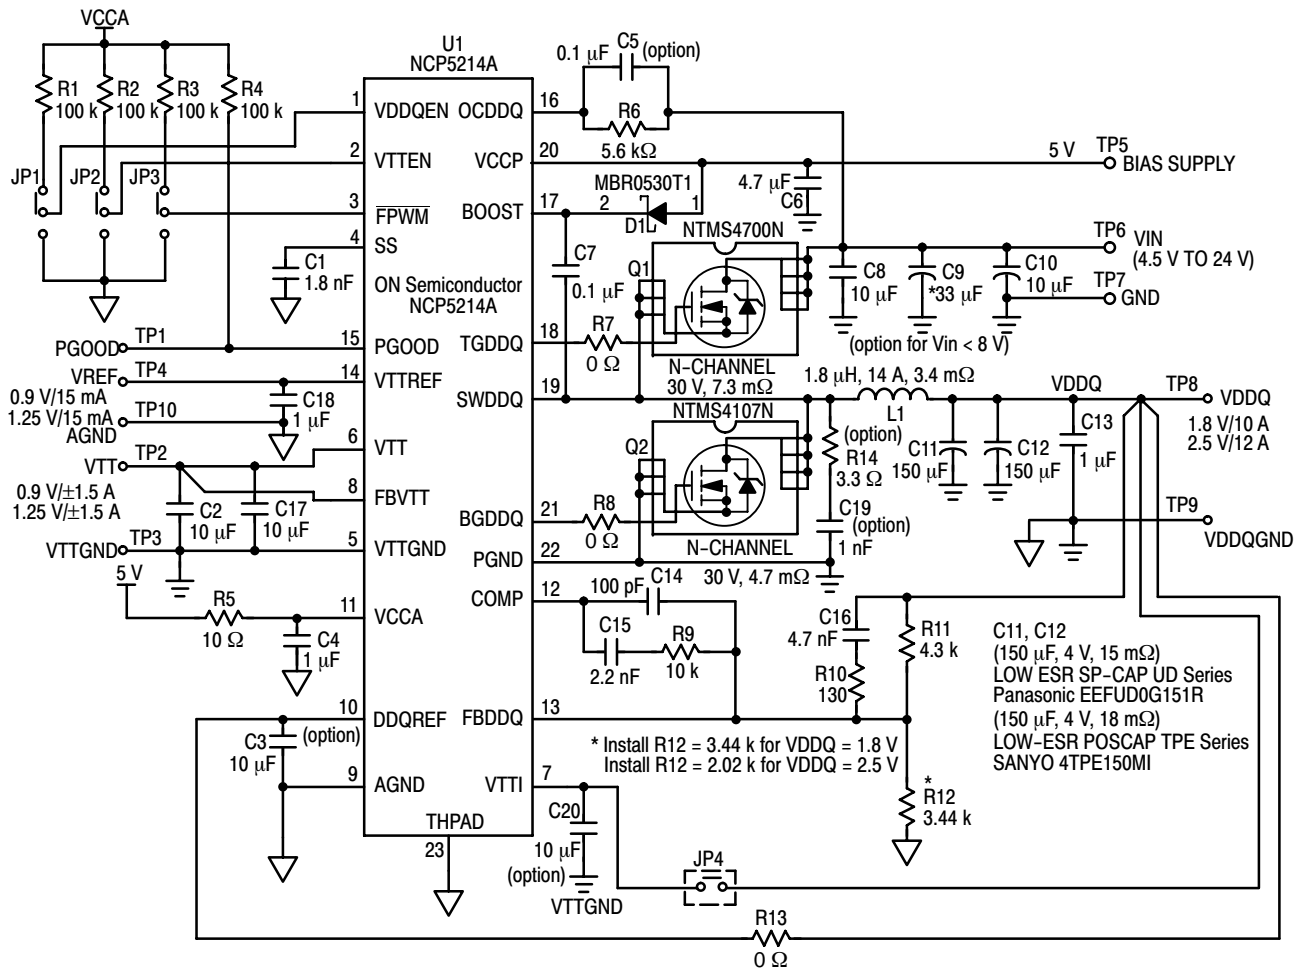 VCCA
R1
100 k
R2
100 k
R3
100 k
R4
100 k
JP1
JP2
JP3
U1
NCP5214A
1
VDDQEN
2
VTTEN
3
FPWM
4
SS
C1
1.8 nF
ON Semiconductor
NCP5214A
PGOOD
TP1
15
PGOOD
VREF
TP4
0.9 V/15 mA
1.25 V/15 mA
AGND
TP10
14
VTTREF
C18
1 µF
6
VTT
VTT
TP2
0.9 V/±1.5 A
1.25 V/±1.5 A
8
FBVTT
C2
10 µF
C17
10 µF
VTTGND
TP3
5
VTTGND
5 V
R5
10 Ω
11
VCCA
C4
1 µF
10
DDQREF
C3
10 µF
(option)
9
AGND
THPAD
23
OCDDQ
16
C5
0.1 µF
(option)
R6
5.6 kΩ
VCCP
20
5 V
TP5
BIAS SUPPLY
BOOST
17
MBR0530T1
2
1
D1
4.7 µF
C6
C7
0.1 µF
NTMS4700N
Q1
TP6
VIN
(4.5 V TO 24 V)
TP7
GND
C8
10 µF
C9
*33 µF
C10
10 µF
(option for Vin < 8 V)
TGDDQ
18
R7
0 Ω
N-CHANNEL
30 V, 7.3 mΩ
SWDDQ
19
1.8 µH, 14 A, 3.4 mΩ
L1
VDDQ
TP8
VDDQ
1.8 V/10 A
2.5 V/12 A
NTMS4107N
Q2
(option)
R14
3.3 Ω
C11
150 µF
C12
150 µF
C13
1 µF
BGDDQ
21
R8
0 Ω
C19
(option)
1 nF
TP9
VDDQGND
PGND
22
N-CHANNEL
30 V, 4.7 mΩ
COMP
12
100 pF
C14
C15
2.2 nF
R9
10 k
C16
4.7 nF
R10
130
R11
4.3 k
C11, C12
(150 µF, 4 V, 15 mΩ)
LOW ESR SP-CAP UD Series
Panasonic EEFUD0G151R
(150 µF, 4 V, 18 mΩ)
LOW-ESR POSCAP TPE Series
SANYO 4TPE150MI
FBDDQ
13
* Install R12 = 3.44 k for VDDQ = 1.8 V
Install R12 = 2.02 k for VDDQ = 2.5 V
*
R12
3.44 k
VTTI
7
C20
10 µF
(option)
VTTGND
JP4
R13
0 Ω